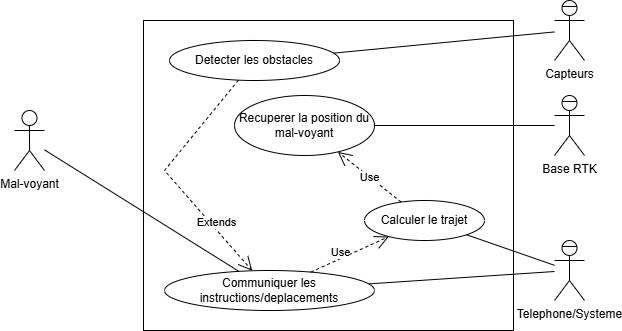 Detecter les obstacles
Capteurs
Recuperer la position du
mal-voyant
Base RTK
Mal-voyant
Use
Extends
Calculer le trajet
Use
Communiquer les
instructions/deplacements
Telephone/Systeme